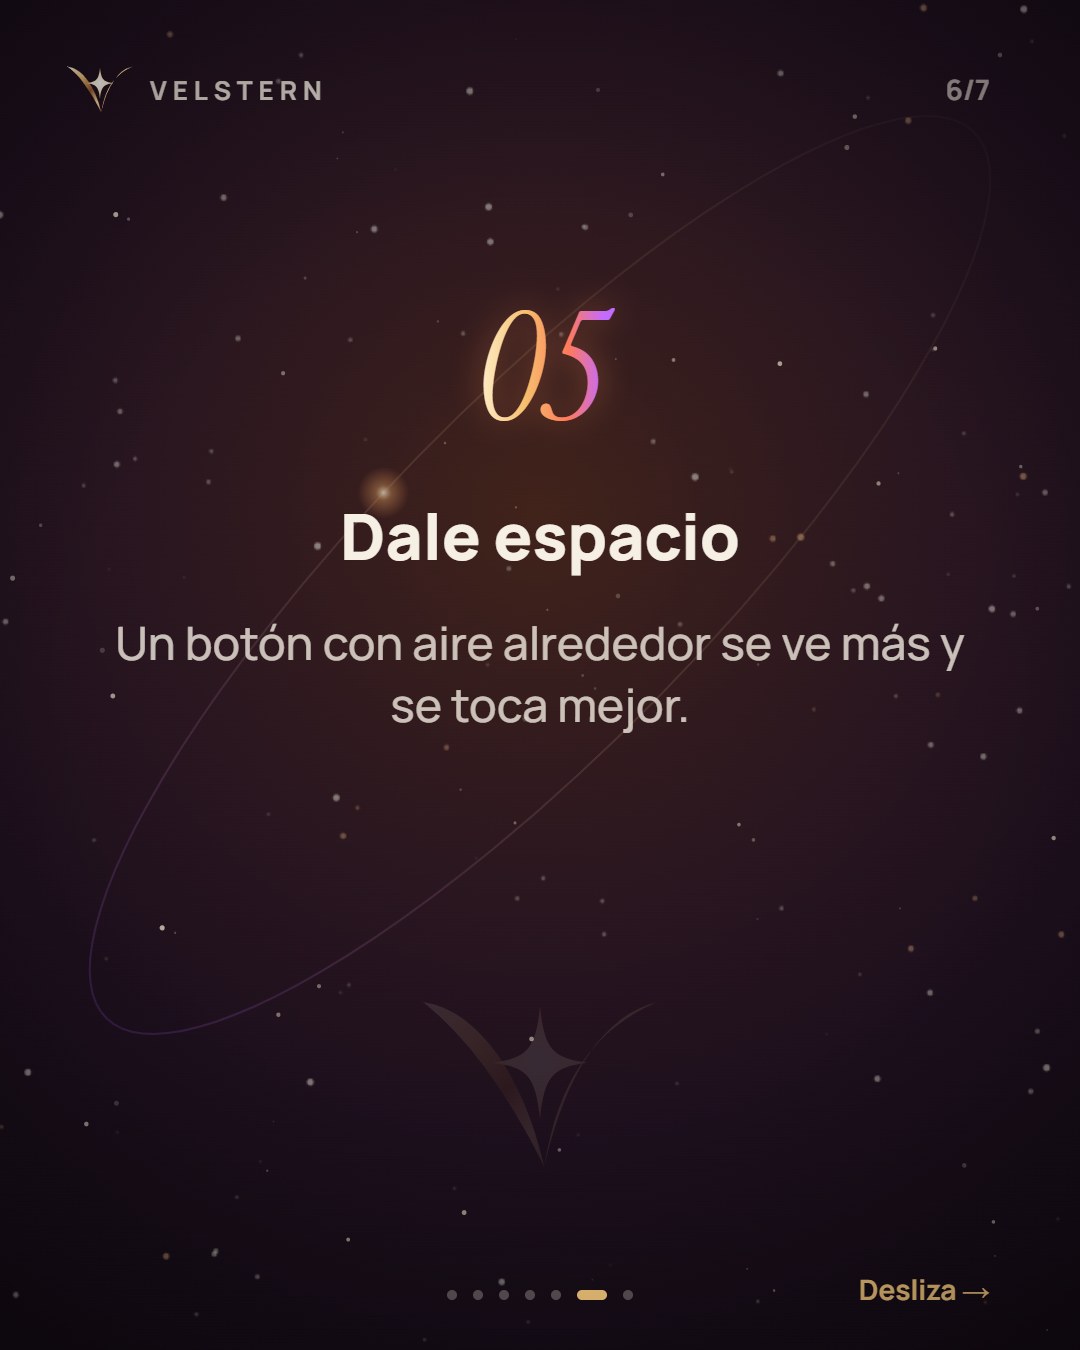 VELSTERN
6/7
05
Dale espacio
Un botón con aire alrededor se ve más y
se toca mejor.
Desliza →